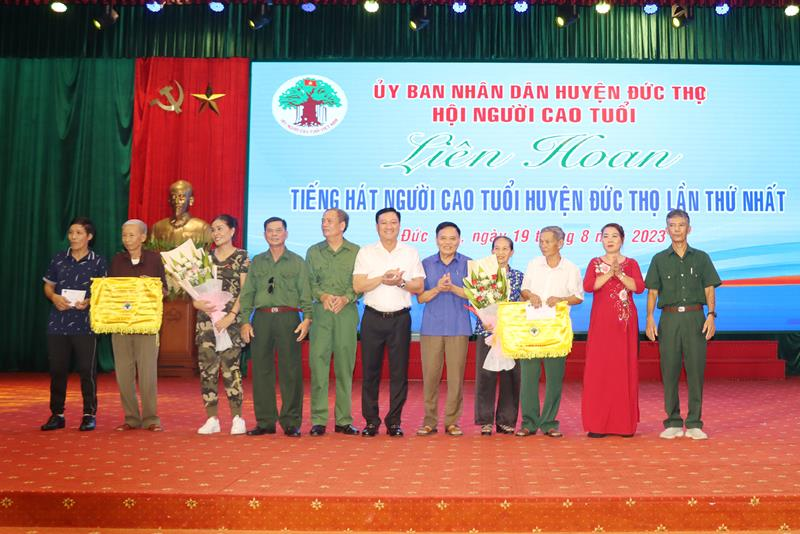 ỦY BAN NHÂN DÂN HUYỆN ĐỨC THỌ
HỘI NGƯỜI CAO TUỔI
Liên Hoan
TIẾNG HÁT NGƯỜI CAO TUỔI HUYỆN ĐỨC THỌ LẦN THỨ NHẤT
Đức ngày 19 8 2023